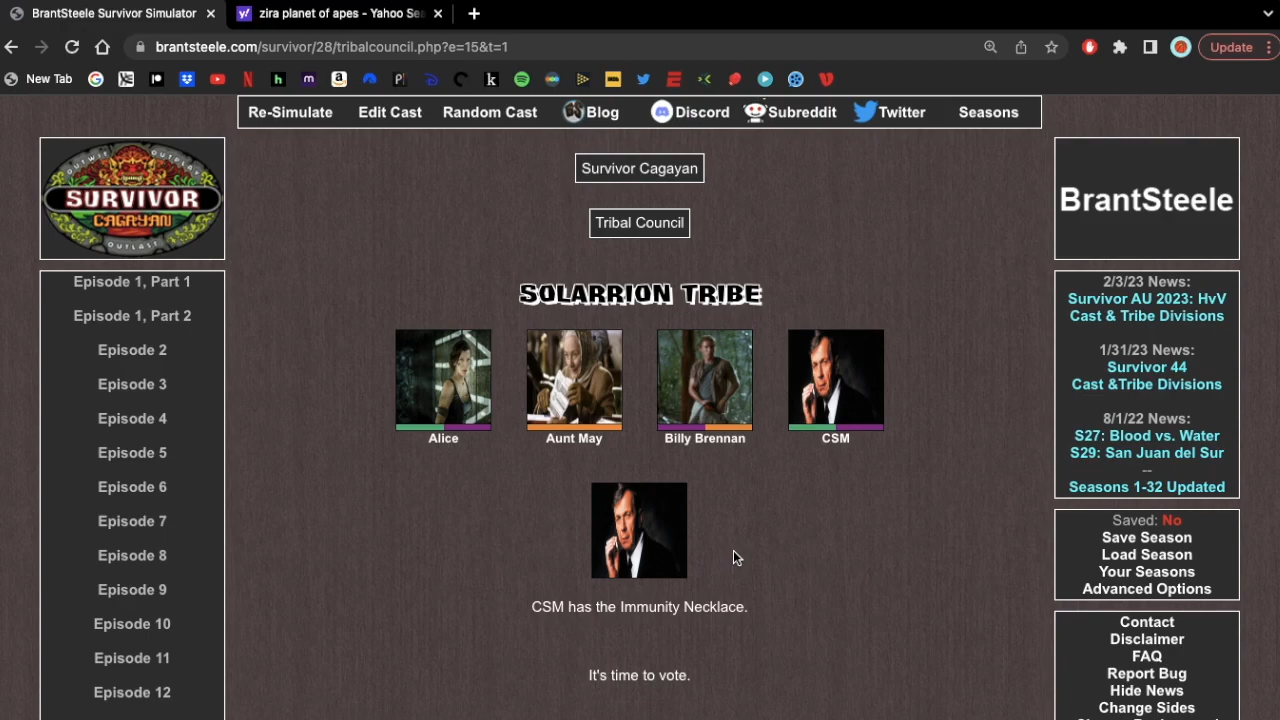 BrantSteele Survivor Simulator
zira planet of apes - Yahoo Sea
brantsteele.com/survivor/28/tribalcouncil.php?e=15&t=1
Update
New Tab
Re-Simulate
Edit Cast
Random Cast
Blog
Discord
Subreddit
Twitter
Seasons
OUTWIT OUTPLAY
SURVIVOR
CAGAYAN
OUTLAST
Episode 1, Part 1
Episode 1, Part 2
Episode 2
Episode 3
Episode 4
Episode 5
Episode 6
Episode 7
Episode 8
Episode 9
Episode 10
Episode 11
Episode 12
Survivor Cagayan
Tribal Council
SOLARRION TRIBE
Alice
Aunt May
Billy Brennan
CSM
CSM has the Immunity Necklace.
It's time to vote.
BrantSteele
2/3/23 News:
Survivor AU 2023: HvV
Cast & Tribe Divisions
1/31/23 News:
Survivor 44
Cast &Tribe Divisions
8/1/22 News:
S27: Blood vs. Water
S29: San Juan del Sur
--
Seasons 1-32 Updated
Saved: No
Save Season
Load Season
Your Seasons
Advanced Options
Contact
Disclaimer
FAQ
Report Bug
Hide News
Change Sides